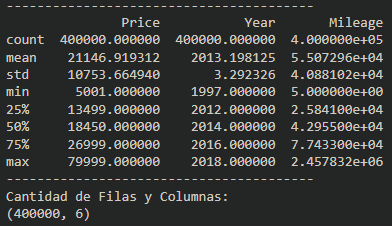 ----------------------------------------
Price Year Mileage
count 400000.000000 400000.000000 4.000000e+05
mean 21146.919312 2013.198125 5.507296e+04
std 10753.664940 3.292326 4.088102e+04
min 5001.000000 1997.000000 5.000000e+00
25% 13499.000000 2012.000000 2.584100e+04
50% 18450.000000 2014.000000 4.295500e+04
75% 26999.000000 2016.000000 7.743300e+04
max 79999.000000 2018.000000 2.457832e+06
----------------------------------------
Cantidad de Filas y Columnas:
(400000, 6)